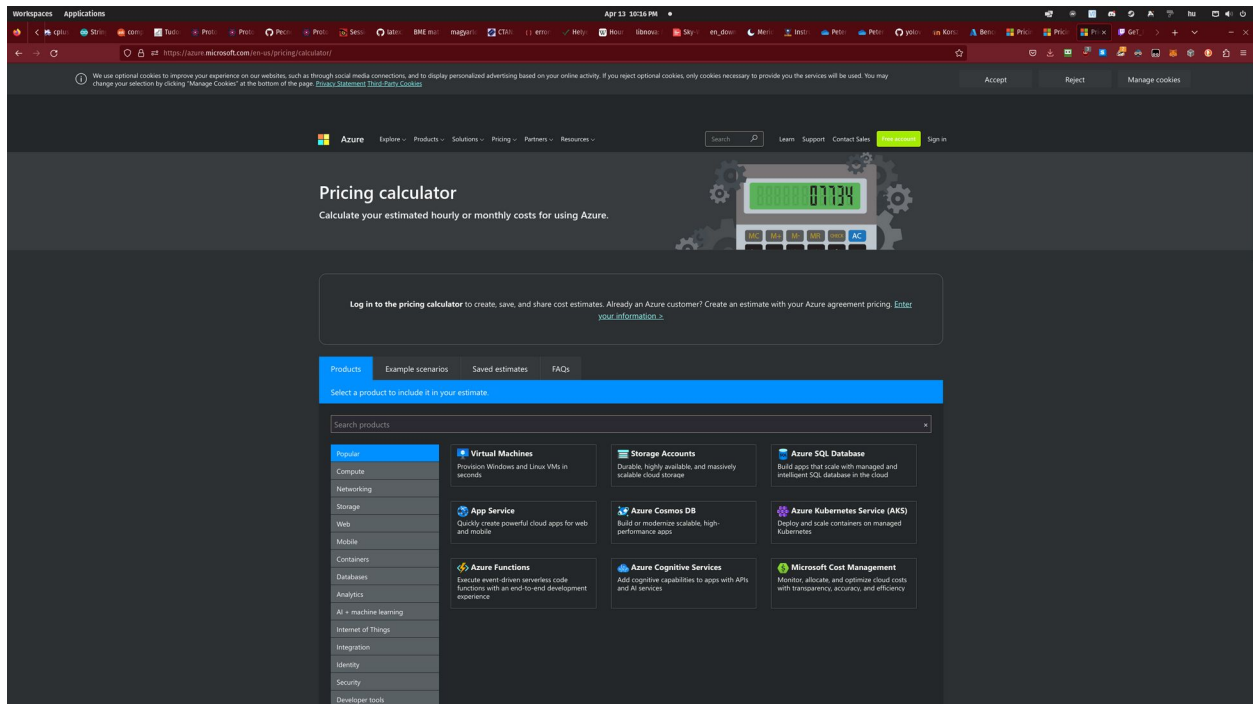 Workspaces Applications
Apr 13 10:16 PM
hu
https://azure.microsoft.com/en-us/pricing/calculator/
We use optional cookies to improve your experience on our websites, such as through social media connections, and to display personalized advertising based on your online activity. If you reject optional cookies, only cookies necessary to provide you the services will be used. You may
change your selection by clicking "Manage Cookies" at the bottom of the page. Privacy Statement Third-Party Cookies
Accept
Reject
Manage cookies
Azure Explore Products Solutions Pricing Partners Resources
Search
Learn Support Contact Sales Free account Sign in
Pricing calculator
Calculate your estimated hourly or monthly costs for using Azure.
07734
MC M+ M- MR AC
Log in to the pricing calculator to create, save, and share cost estimates. Already an Azure customer? Create an estimate with your Azure agreement pricing. Enter
your information >
Products Example scenarios Saved estimates FAQs
Select a product to include it in your estimate.
Search products
Popular
Compute
Networking
Storage
Web
Mobile
Containers
Databases
Analytics
AI + machine learning
Internet of Things
Integration
Identity
Security
Developer tools
Virtual Machines
Provision Windows and Linux VMs in
seconds
Storage Accounts
Durable, highly available, and massively
scalable cloud storage
Azure SQL Database
Build apps that scale with managed and
intelligent SQL database in the cloud
App Service
Quickly create powerful cloud apps for web
and mobile
Azure Cosmos DB
Build or modernize scalable, high-
performance apps
Azure Kubernetes Service (AKS)
Deploy and scale containers on managed
Kubernetes
Azure Functions
Execute event-driven serverless code
functions with an end-to-end development
experience
Azure Cognitive Services
Add cognitive capabilities to apps with APIs
and AI services
Microsoft Cost Management
Monitor, allocate, and optimize cloud costs
with transparency, accuracy, and efficiency